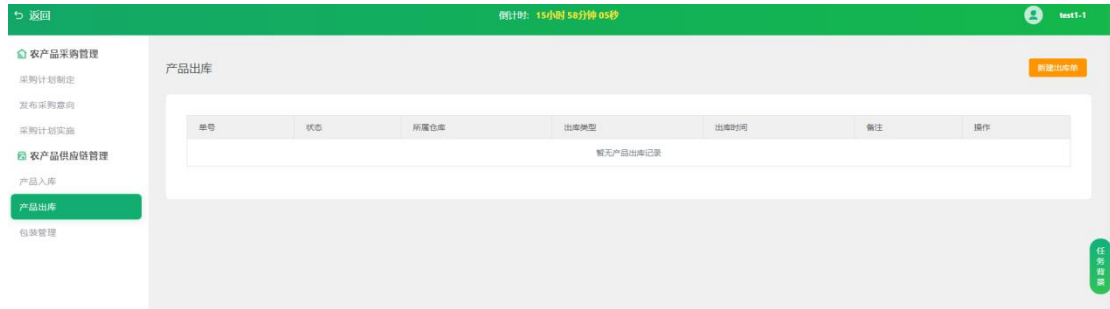 返回
倒计时: 15小时 58分钟 05秒
test1-1
农产品采购管理
采购计划制定
发布采购意向
采购计划实施
农产品供应链管理
产品入库
产品出库
包装管理
产品出库
新建出库单
单号 状态 所属仓库 出库类型 出库时间 备注 操作
暂无产品出库记录
任务背景